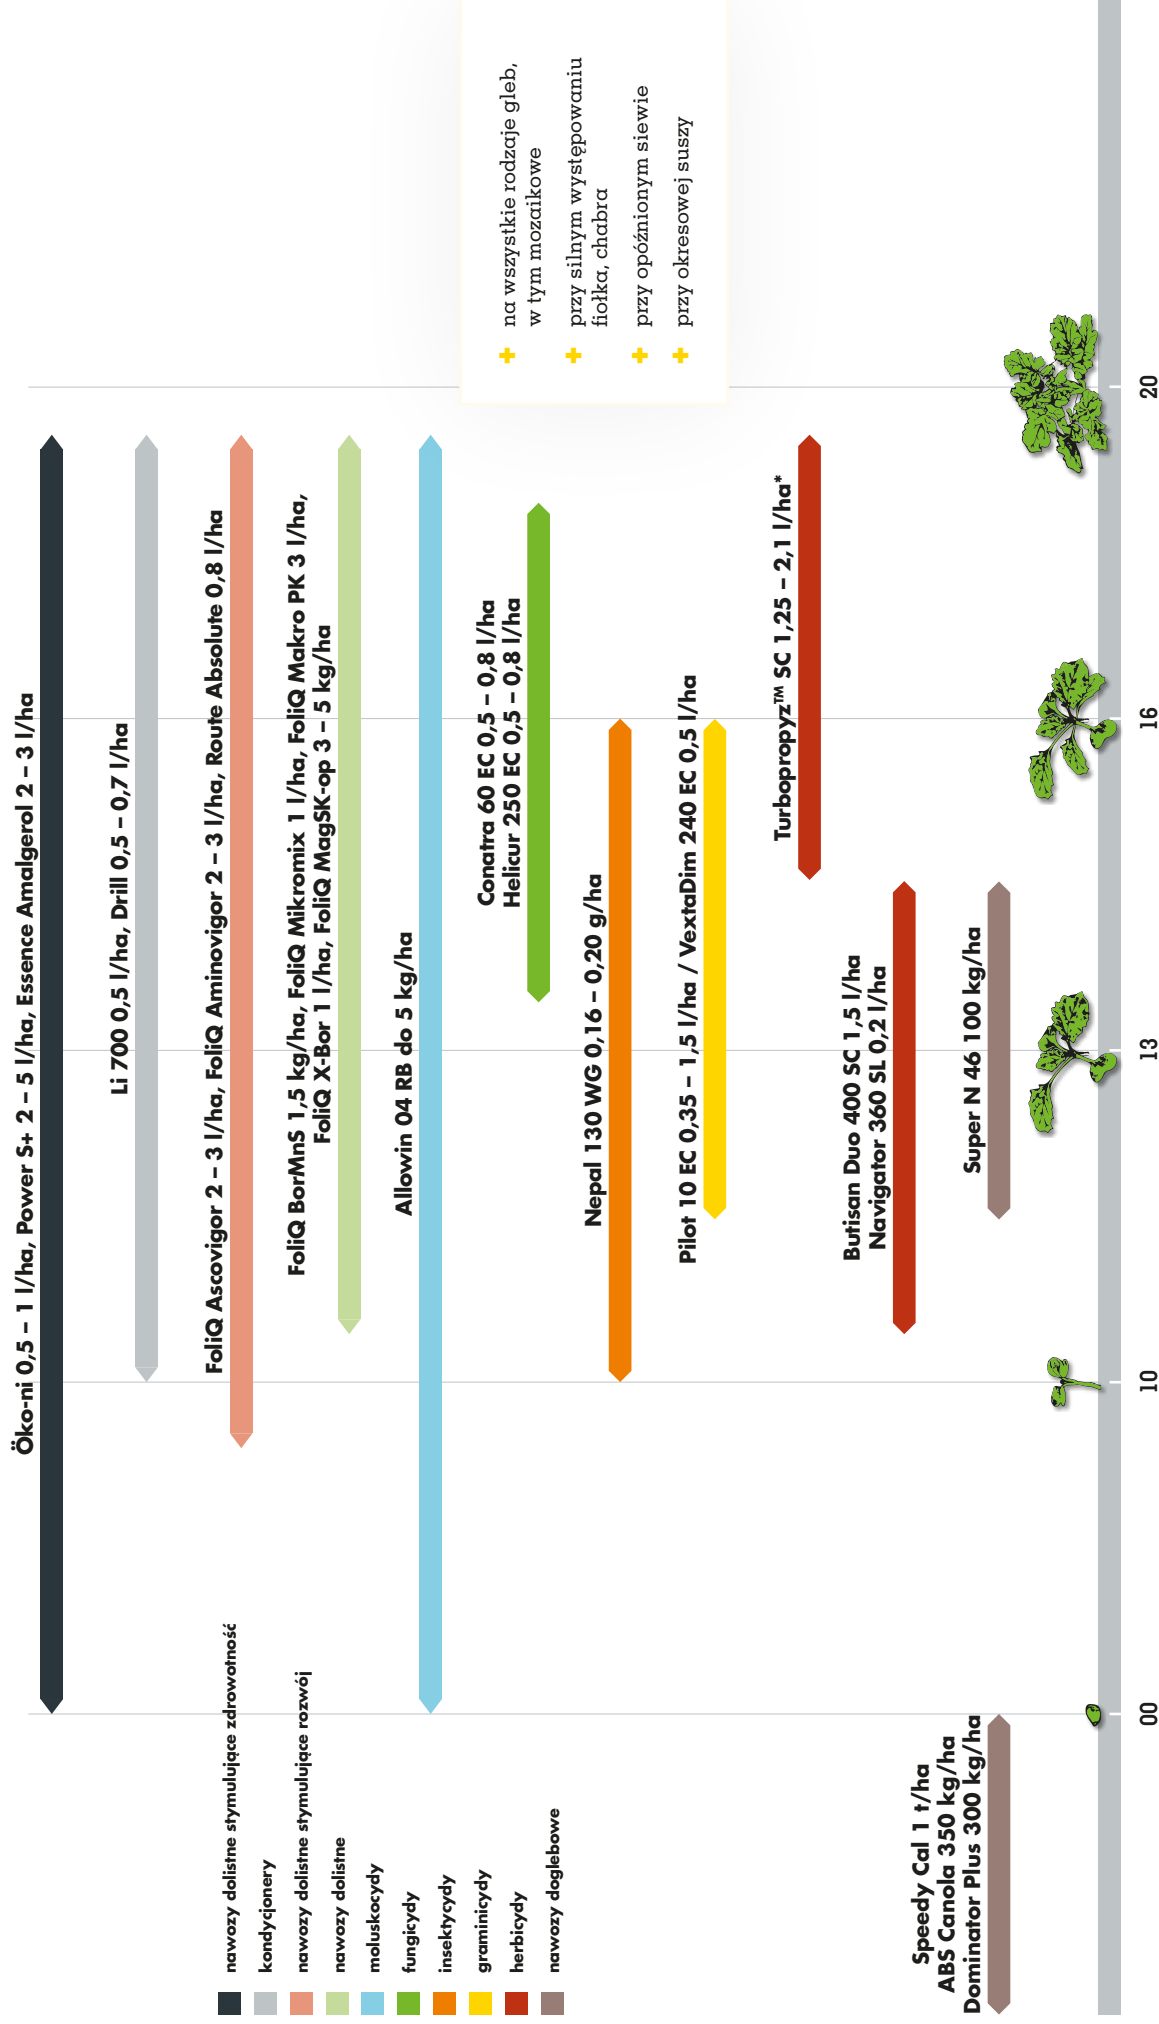 Öko-ni 0,5 – 1 l/ha, Power S+ 2 – 5 l/ha, Essence Amalgerol 2 – 3 l/ha
Li 700 0,5 l/ha, Drill 0,5 – 0,7 l/ha
FoliQ Ascovigor 2 – 3 l/ha, FoliQ Aminovigor 2 – 3 l/ha, Route Absolute 0,8 l/ha
FoliQ BorMnS 1,5 kg/ha, FoliQ Mikromix 1 l/ha, FoliQ Makro PK 3 l/ha,
FoliQ X-Bor 1 l/ha, FoliQ MagSK-op 3 – 5 kg/ha
Allowin 04 RB do 5 kg/ha
Conatra 60 EC 0,5 – 0,8 l/ha
Helicur 250 EC 0,5 – 0,8 l/ha
Nepal 130 WG 0,16 – 0,20 g/ha
Pilot 10 EC 0,35 – 1,5 l/ha / VextaDim 240 EC 0,5 l/ha
Turbopropyz™ SC 1,25 – 2,1 l/ha*
Butisan Duo 400 SC 1,5 l/ha
Navigator 360 SL 0,2 l/ha
Super N 46 100 kg/ha
Speedy Cal 1 t/ha
ABS Canola 350 kg/ha
Dominator Plus 300 kg/ha
nawozy dolistne stymulujące zdrowotność
kondycjonery
nawozy dolistne stymulujące rozwój
nawozy dolistne
moluskocydy
fungicydy
insektycydy
graminicydy
herbicydy
nawozy doglebowe
na wszystkie rodzaje gleb,
w tym mozaikowe
przy silnym występowaniu
fiołka, chabra
przy opóźnionym siewie
przy okresowej suszy
00
10
13
16
20